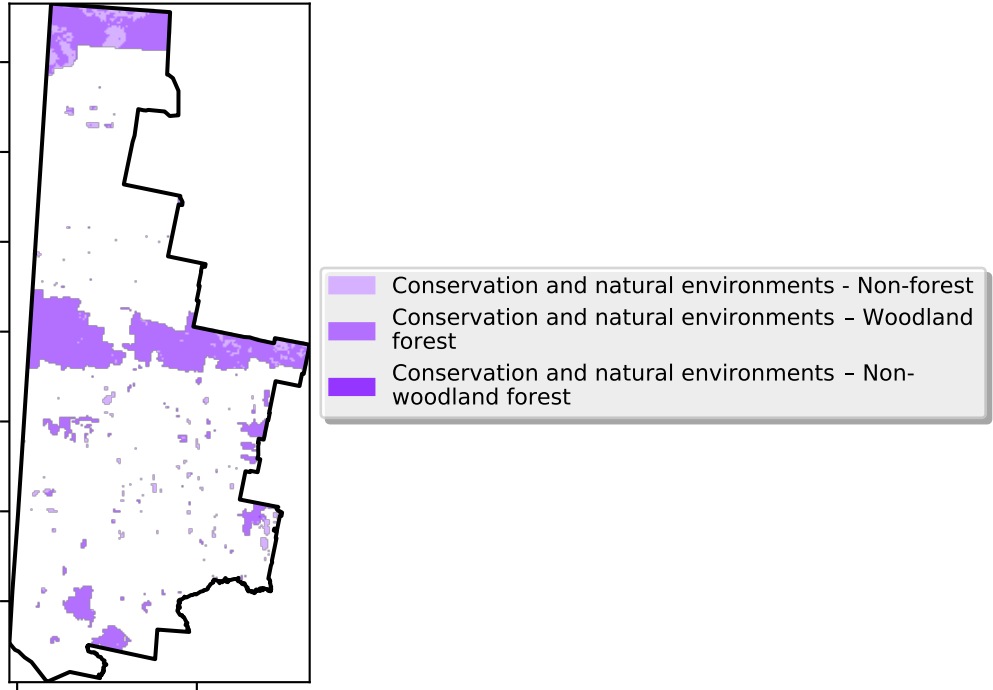 Conservation and natural environments - Non-forest
Conservation and natural environments – Woodland
forest
Conservation and natural environments – Non-
woodland forest